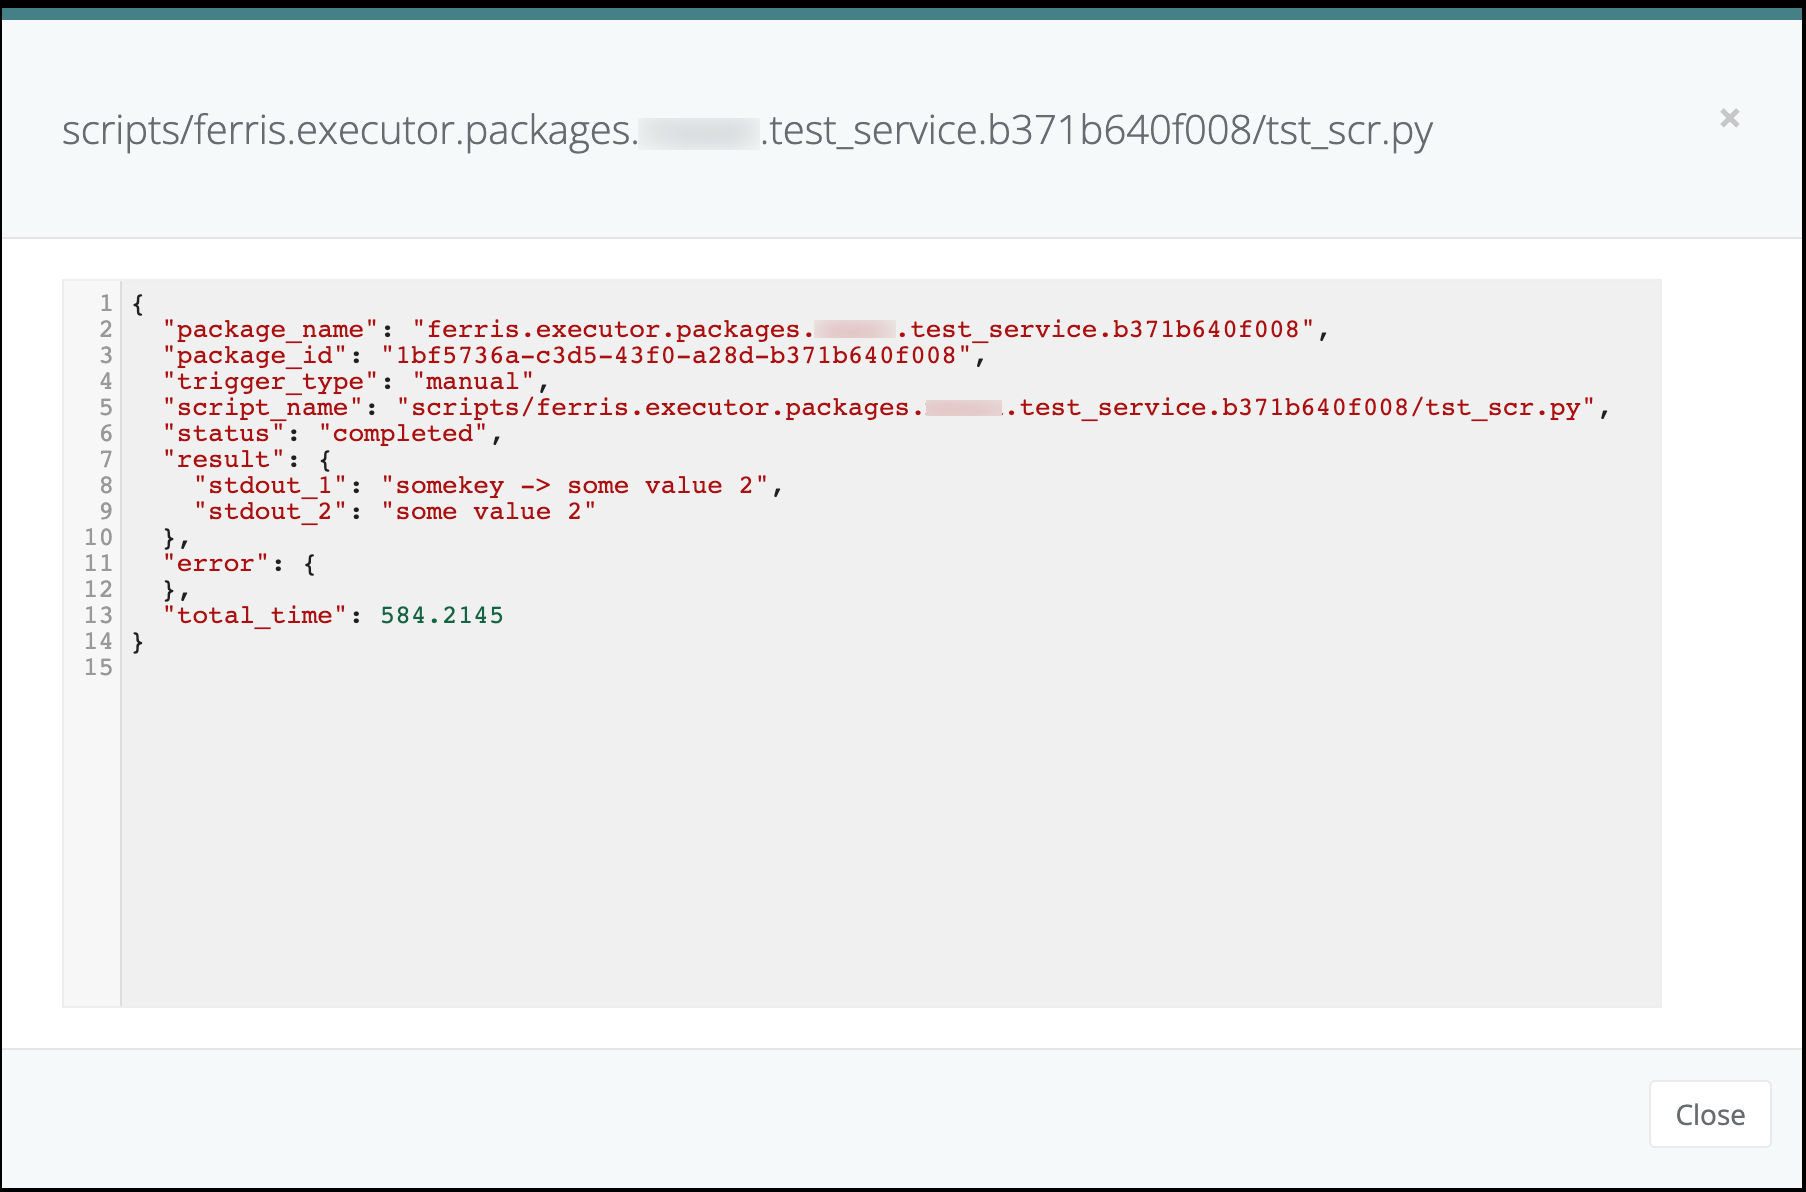 scripts/ferris.executor.packages. .test_service.b371b640f008/tst_scr.py
×
1 {
2 "package_name": "ferris.executor.packages. .test_service.b371b640f008",
3 "package_id": "1bf5736a-c3d5-43f0-a28d-b371b640f008",
4 "trigger_type": "manual",
5 "script_name": "scripts/ferris.executor.packages. .test_service.b371b640f008/tst_scr.py",
6 "status": "completed",
7 "result": {
8 "stdout_1": "somekey -> some value 2",
9 "stdout_2": "some value 2"
10 },
11 "error": {
12 },
13 "total_time": 584.2145
14 }
15
Close